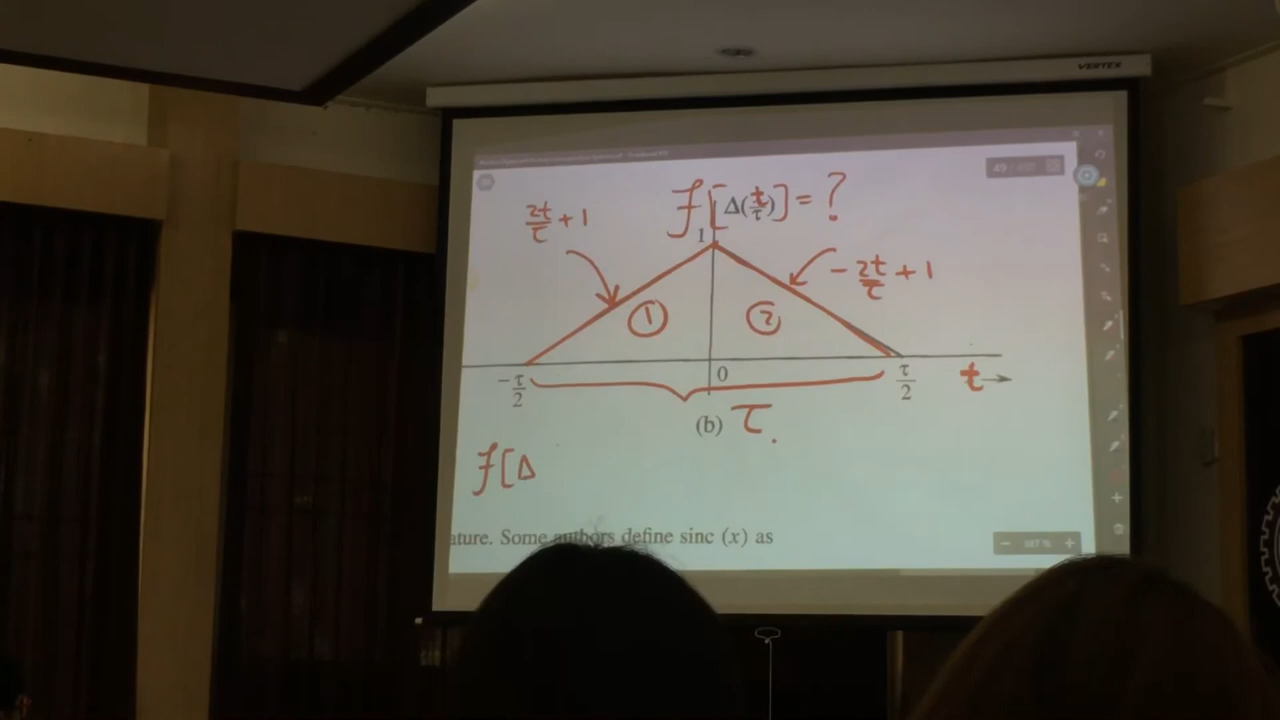 VERTEX
ℱ[Δ(t/τ)] = ?
2t/τ + 1
1
- 2t/τ + 1
① ②
-τ/2 0 τ/2 t→
(b) τ.
ℱ[Δ
ature. Some authors define sinc (x) as